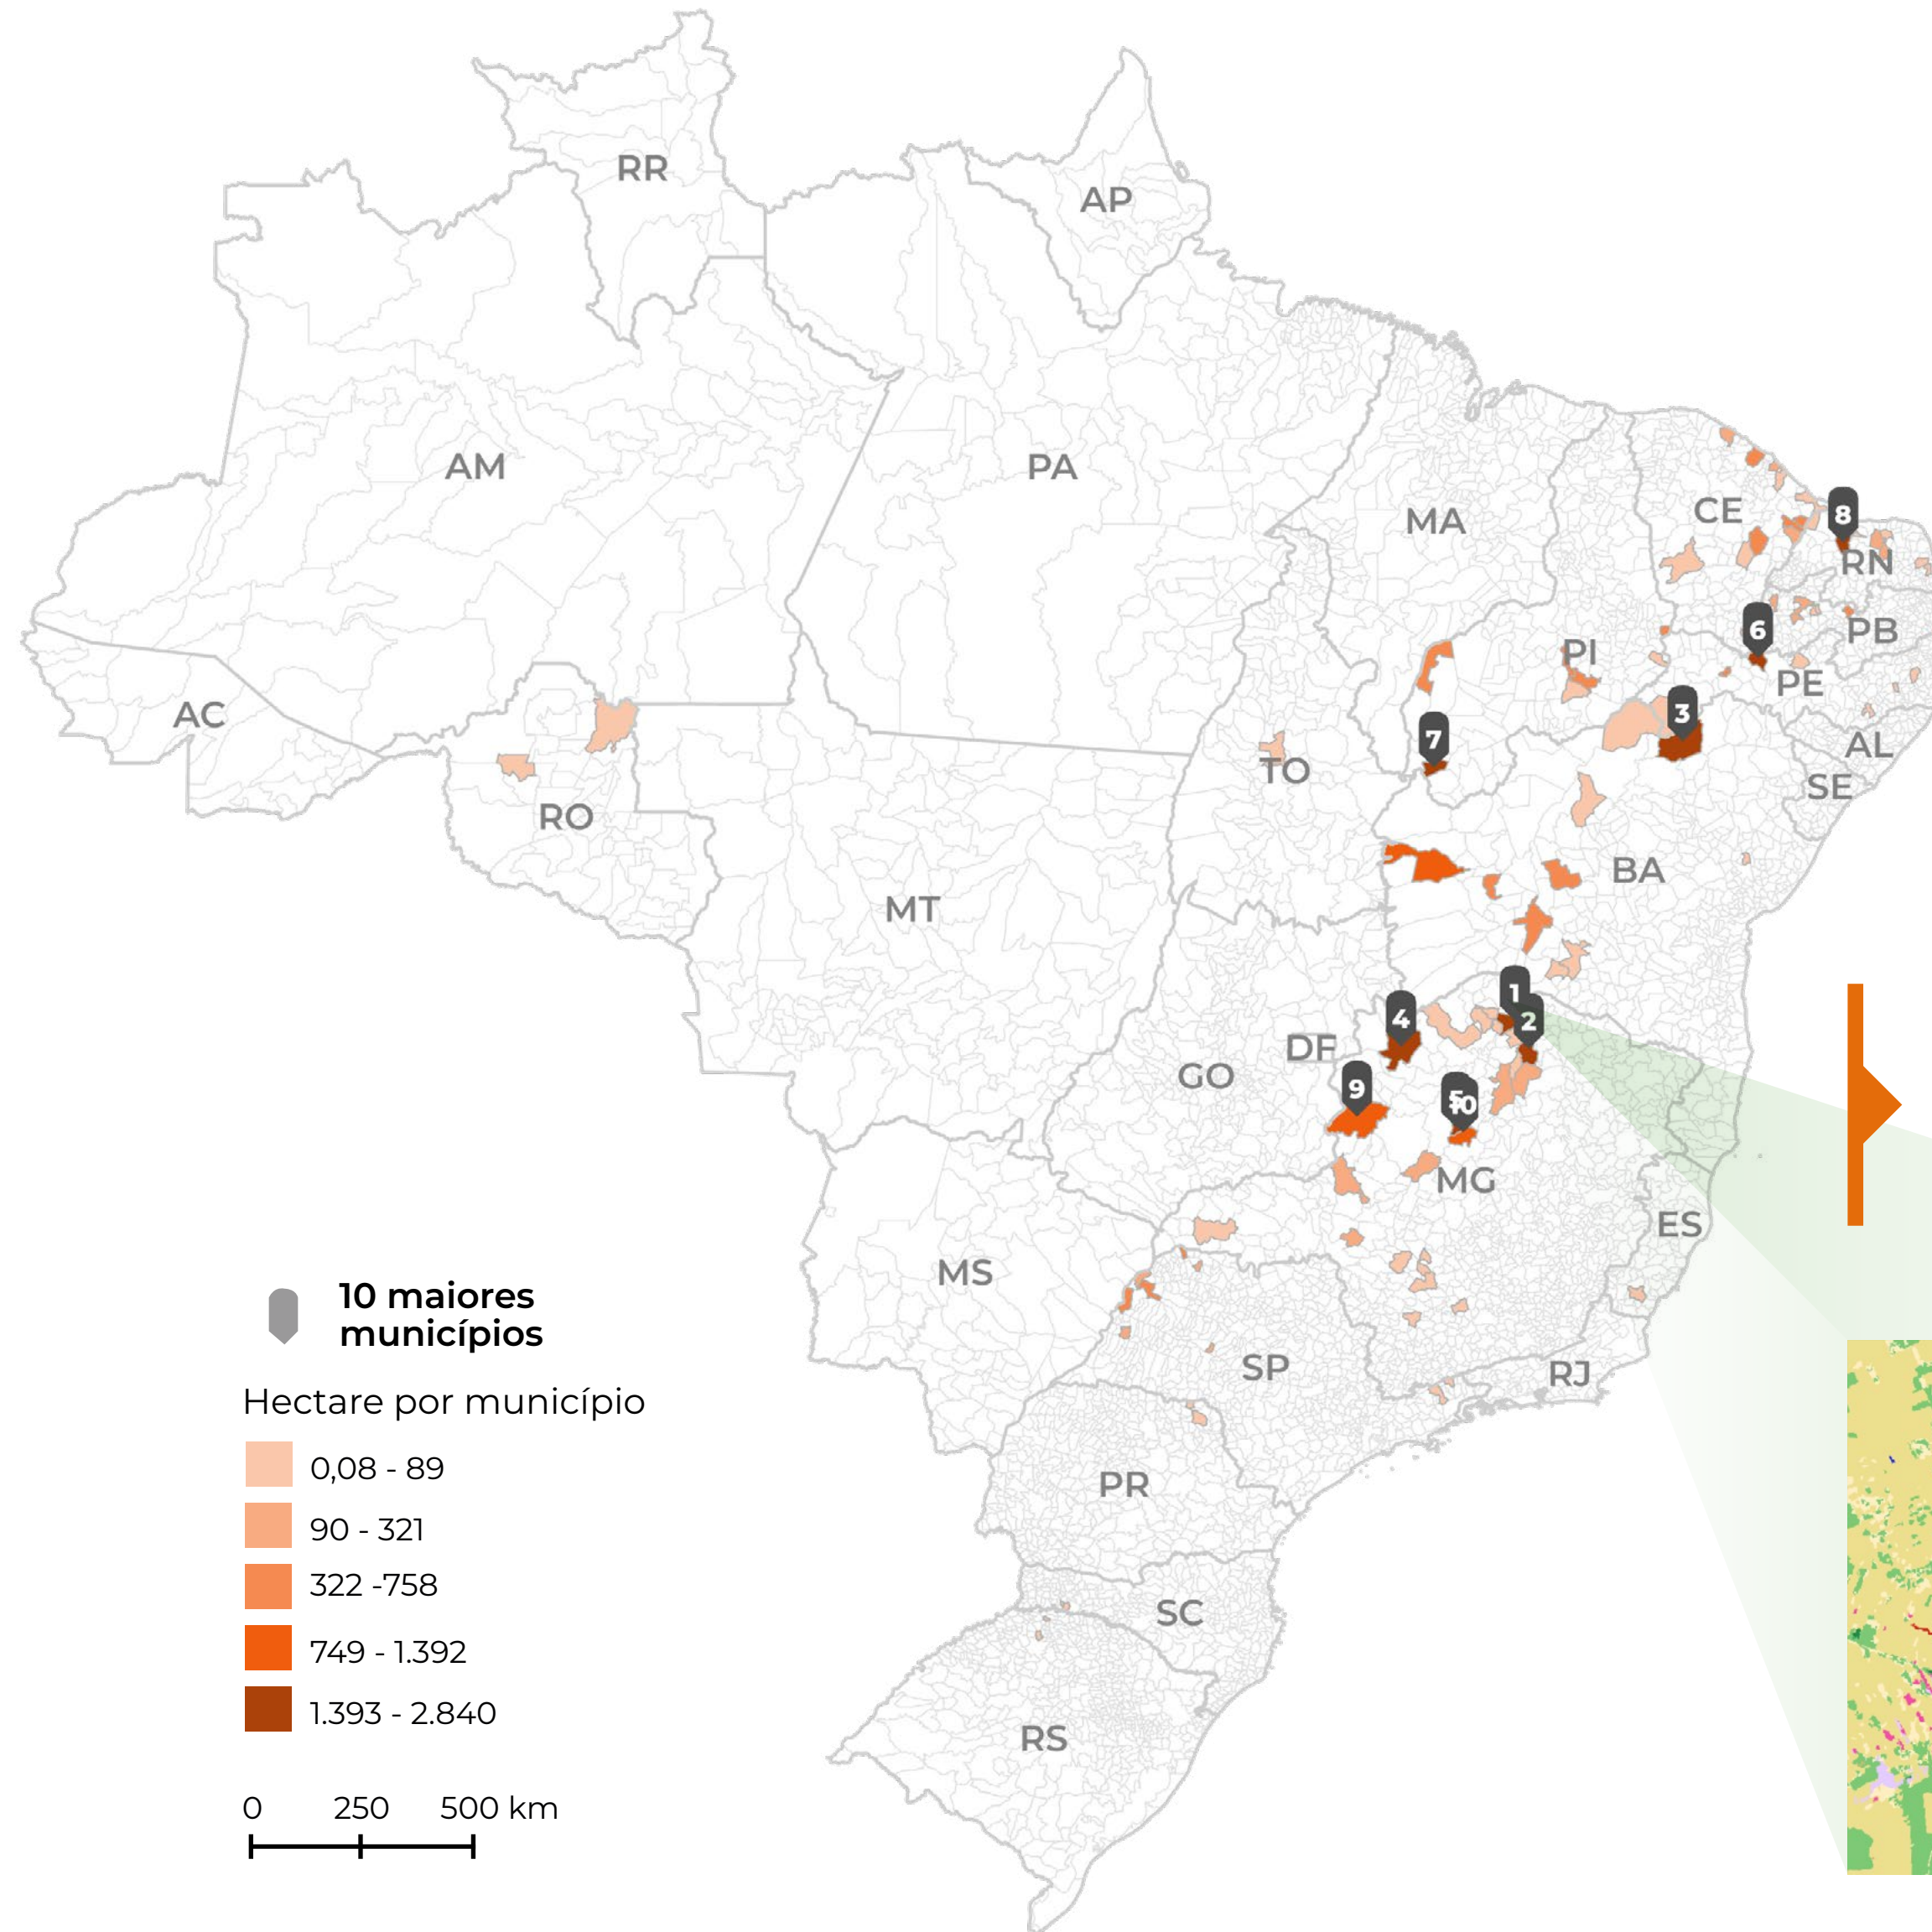 RR
AP
AM
PA
MA
CE
8
RN
6
PB
PI
PE
3
AC
7
AL
TO
SE
RO
BA
MT
1
4
2
DF
GO
9
10
MG
ES
MS
10 maiores
municípios
SP
RJ
Hectare por município
0,08 - 89
90 - 321
PR
322 -758
SC
749 - 1.392
1.393 - 2.840
RS
0 250 500 km